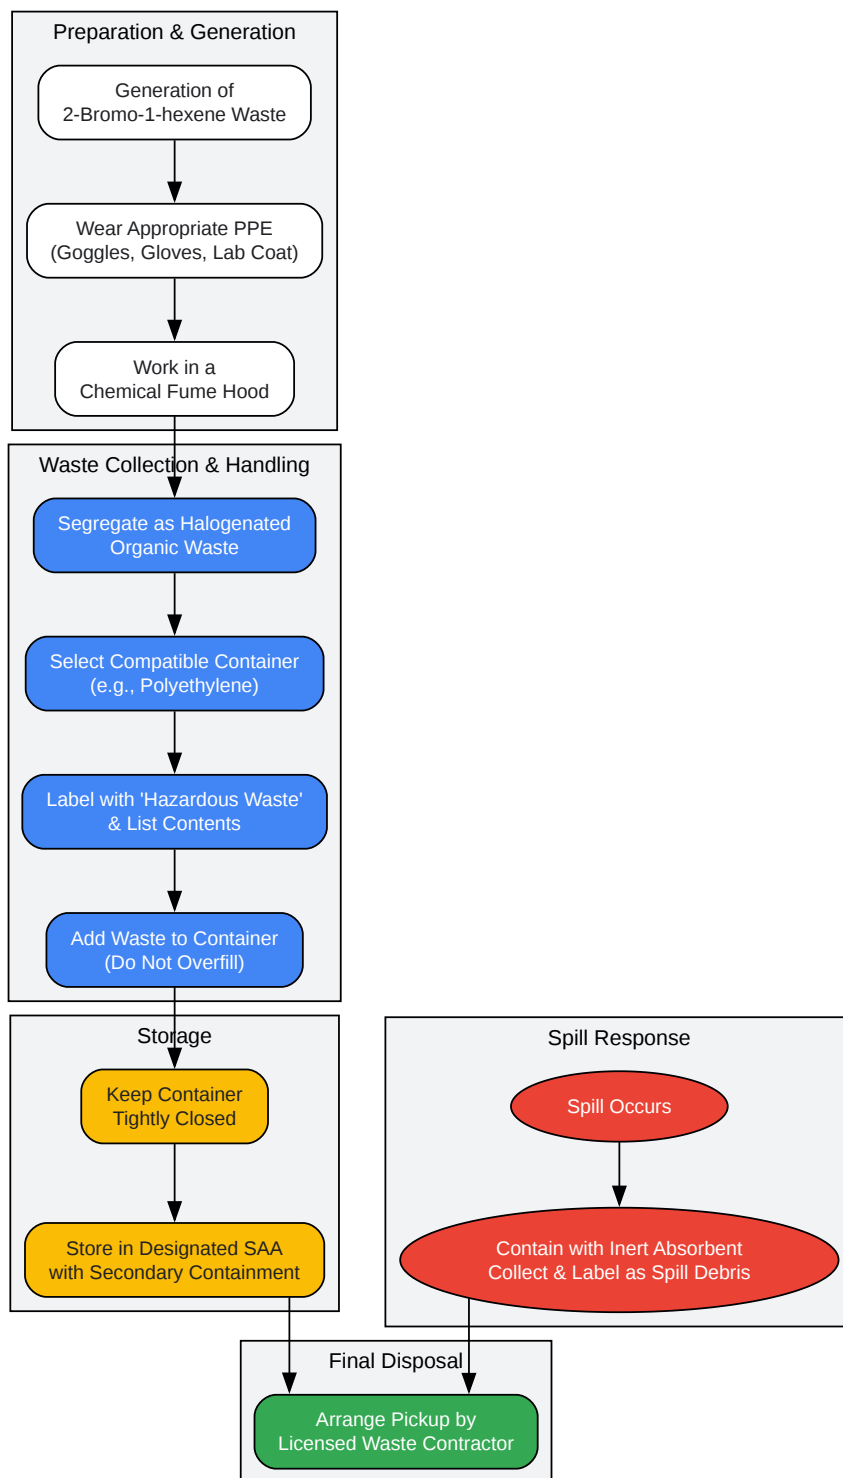 Preparation & Generation
Generation of
2-Bromo-1-hexene Waste
Wear Appropriate PPE
(Goggles, Gloves, Lab Coat)
Work in a
Chemical Fume Hood
Waste Collection & Handling
Segregate as Halogenated
Organic Waste
Select Compatible Container
(e.g., Polyethylene)
Label with 'Hazardous Waste'
& List Contents
Add Waste to Container
(Do Not Overfill)
Storage
Keep Container
Tightly Closed
Store in Designated SAA
with Secondary Containment
Spill Response
Spill Occurs
Contain with Inert Absorbent
Collect & Label as Spill Debris
Final Disposal
Arrange Pickup by
Licensed Waste Contractor